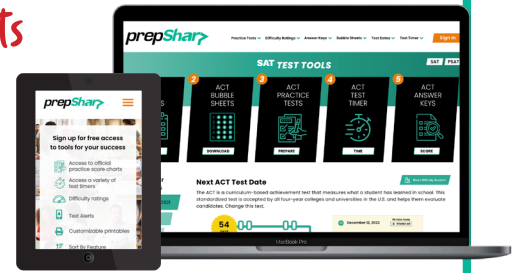 ts
prepSharp
Practice Tests
Difficulty Ratings
Answer Keys
Bubble Sheets
Test Dates
Test Timer
Sign In
SAT TEST TOOLS
SAT
PSAT
S
2
ACT
BUBBLE
SHEETS
DOWNLOAD
3
ACT
PRACTICE
TESTS
PREPARE
4
ACT
TEST
TIMER
TIME
5
ACT
ANSWER
KEYS
SCORE
Next ACT Test Date
The ACT is a curriculum-based achievement test that measures what a student has learned in school. This
standardized test is accepted by all four-year colleges and universities in the U.S. and helps them evaluate
candidates. Change this text.
54
December 12, 2022
MacBook Pro
prepSharp
Sign up for free access
to tools for your success
Access to official
practice score charts
Access a variety of
test timers
Difficulty ratings
Test Alerts
Customizable printables
Sort By Feature